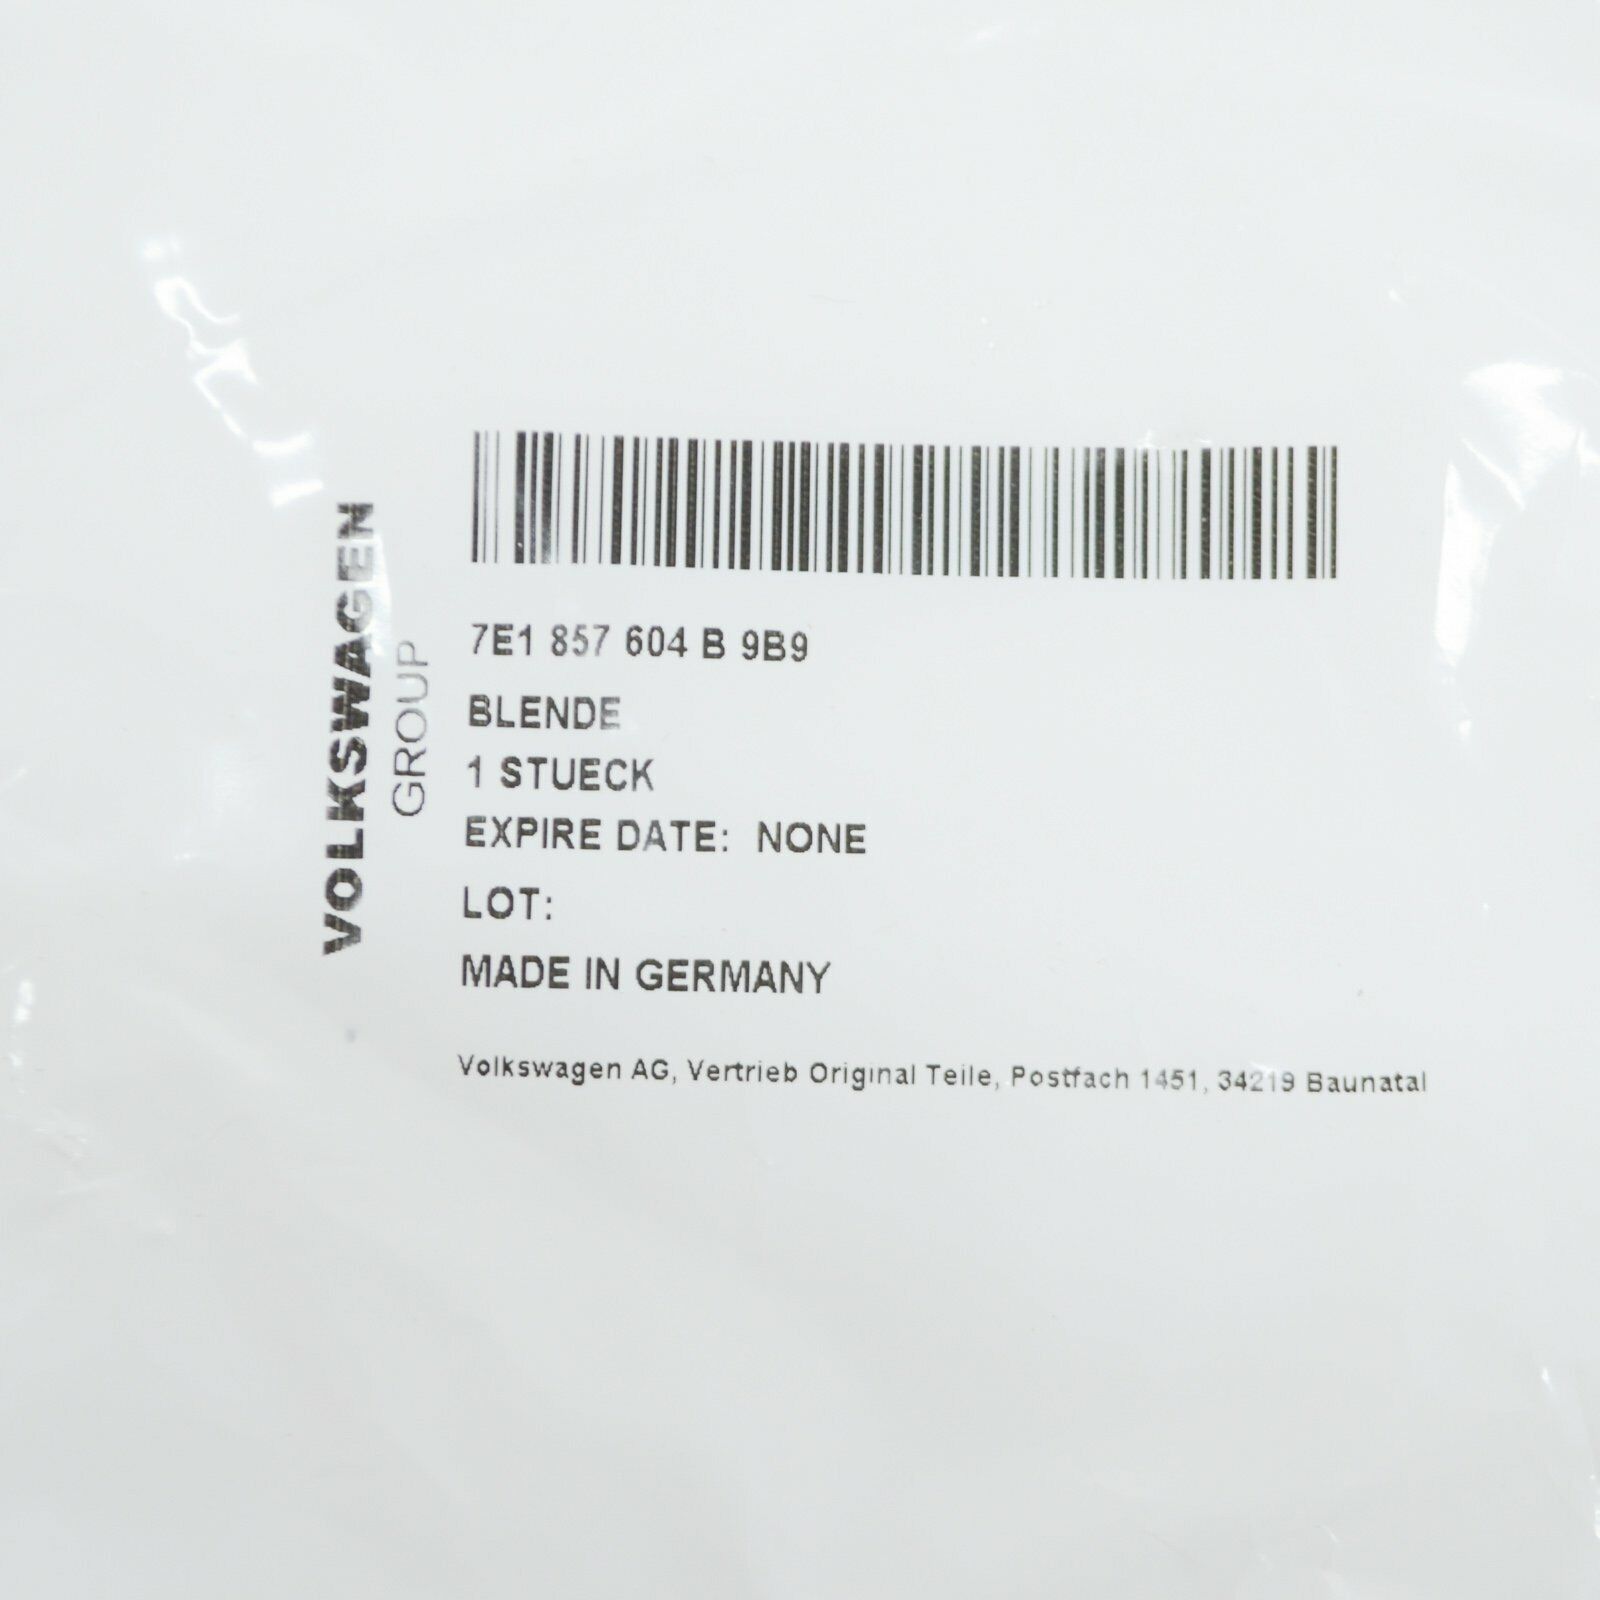 VOLKSWAGEN
GROUP
7E1 857 604 B 9B9
BLENDE
1 STUECK
EXPIRE DATE: NONE
LOT:
MADE IN GERMANY
Volkswagen AG, Vertrieb Original Teile, Postfach 1451, 34219 Baunatal